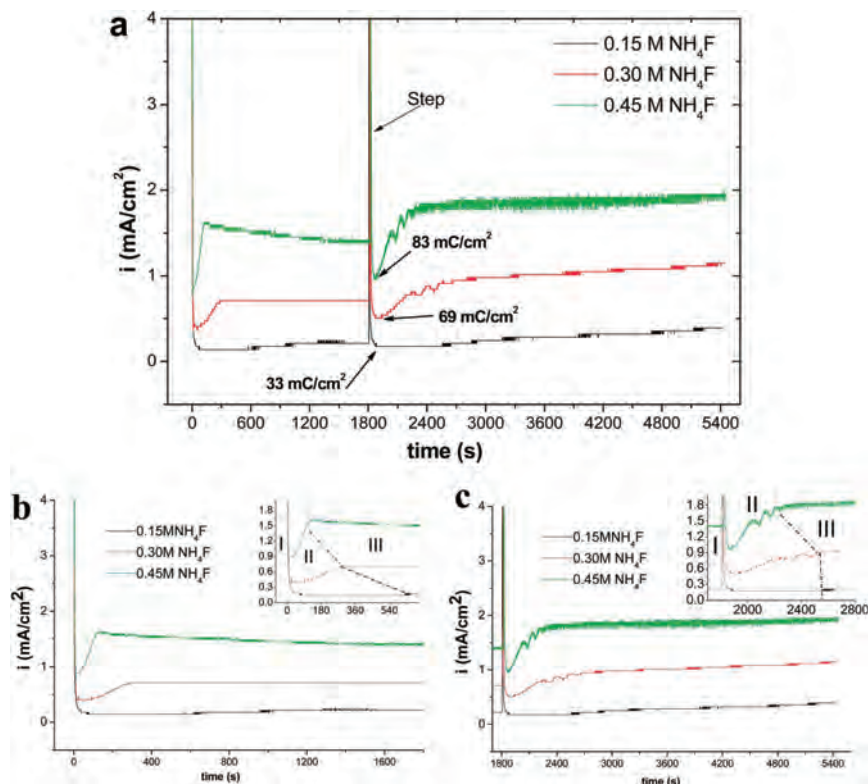 a
4
3
2
1
0
i (mA/cm²)
0.15 M NH₄F
0.30 M NH₄F
0.45 M NH₄F
Step
83 mC/cm²
69 mC/cm²
33 mC/cm²
0 600 1200 1800 2400 3000 3600 4200 4800 5400
time (s)
b
4
3
2
1
0
i (mA/cm²)
0.15MNH₄F
0.30M NH₄F
0.45M NH₄F
1.8
1.5
1.2
0.9
0.6
0.3
0.0
I II III
0 180 360 540
0 400 800 1200 1600
time (s)
c
4
3
2
1
0
i (mA/cm²)
0.15MNH₄F
0.30M NH₄F
0.45M NH₄F
1.8
1.5
1.2
0.9
0.6
0.3
0.0
I II III
2000 2400 2800
1800 2400 3000 3600 4200 4800 5400
time (s)